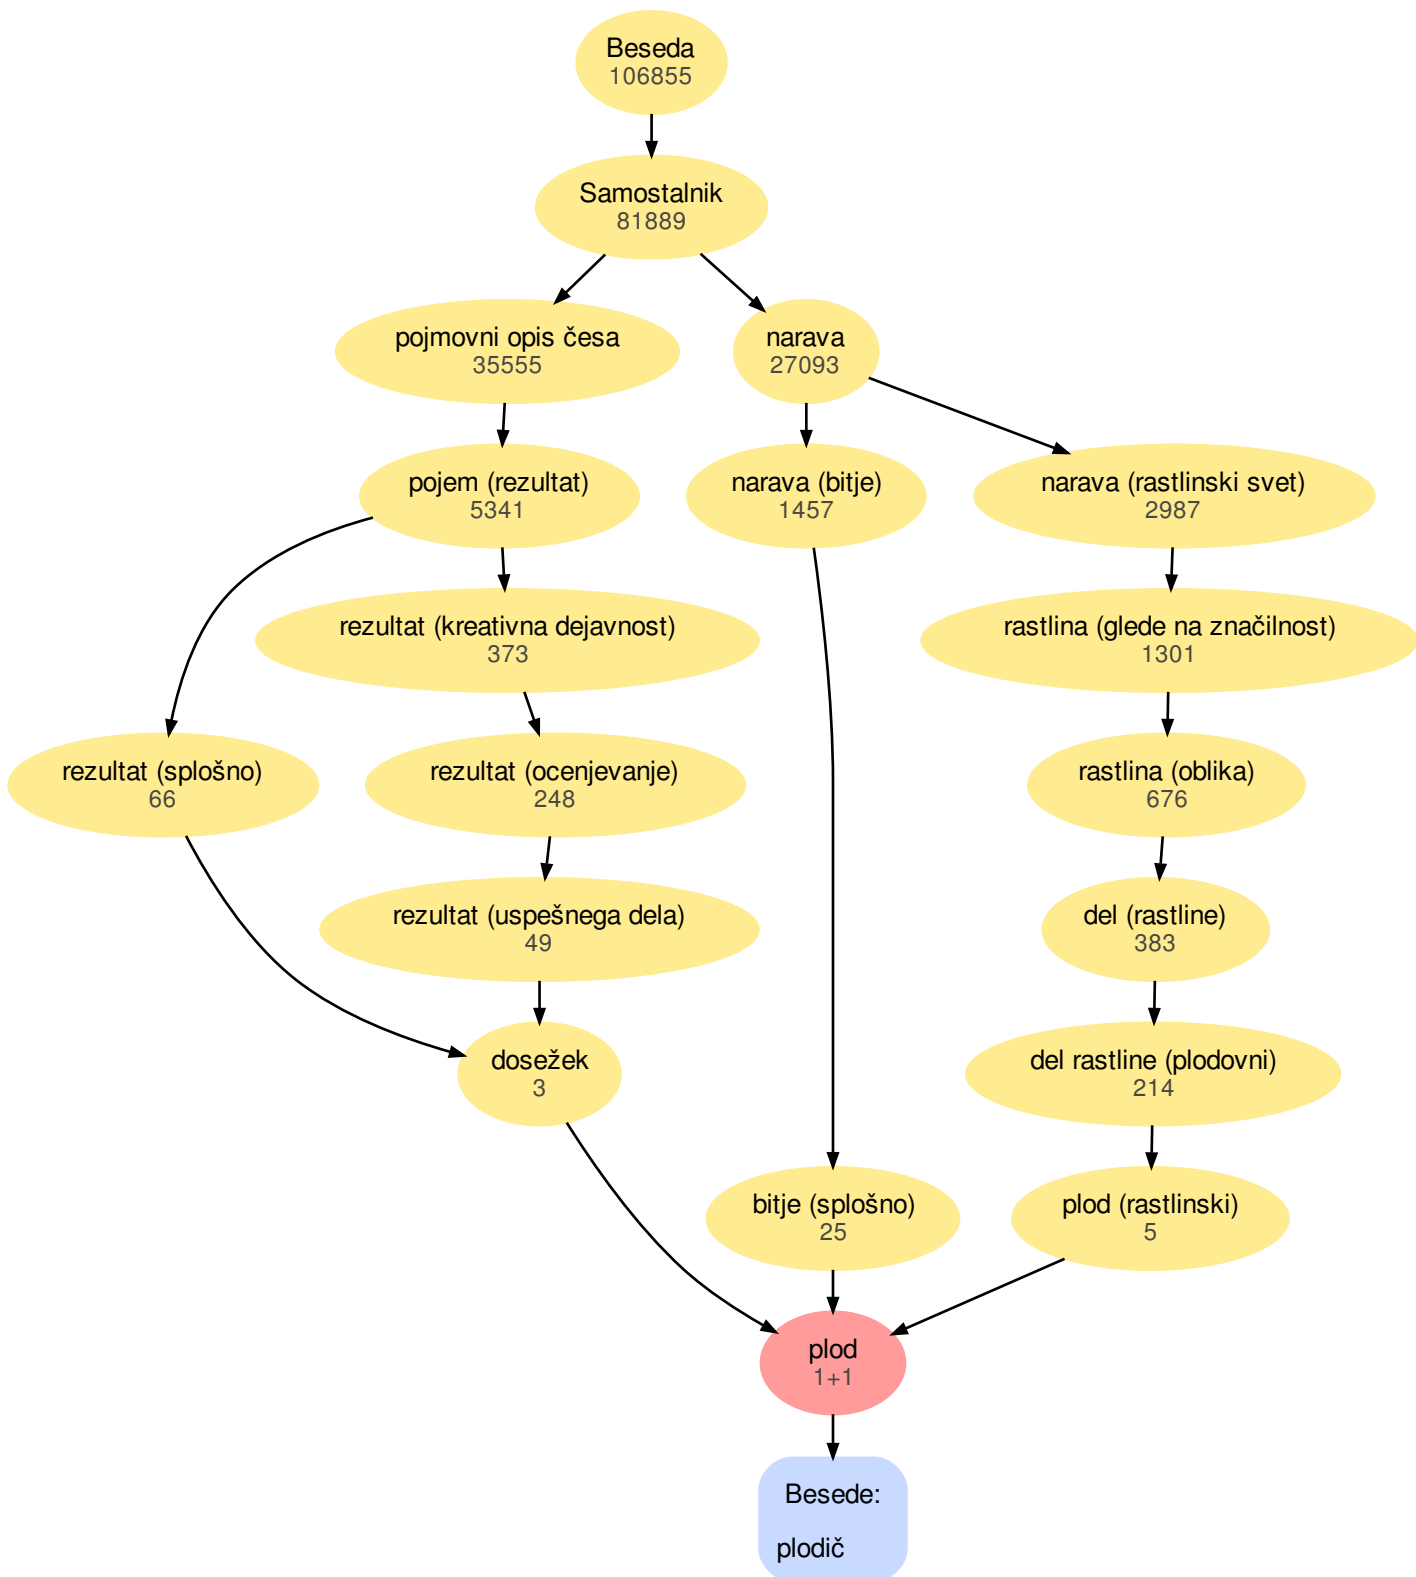 Beseda
106855
Samostalnik
81889
pojmovni opis česa
35555
narava
27093
pojem (rezultat)
5341
narava (bitje)
1457
narava (rastlinski svet)
2987
rezultat (kreativna dejavnost)
373
rastlina (glede na značilnost)
1301
rezultat (splošno)
66
rezultat (ocenjevanje)
248
rastlina (oblika)
676
rezultat (uspešnega dela)
49
del (rastline)
383
dosežek
3
del rastline (plodovni)
214
bitje (splošno)
25
plod (rastlinski)
5
plod
1+1
Besede:
plodič